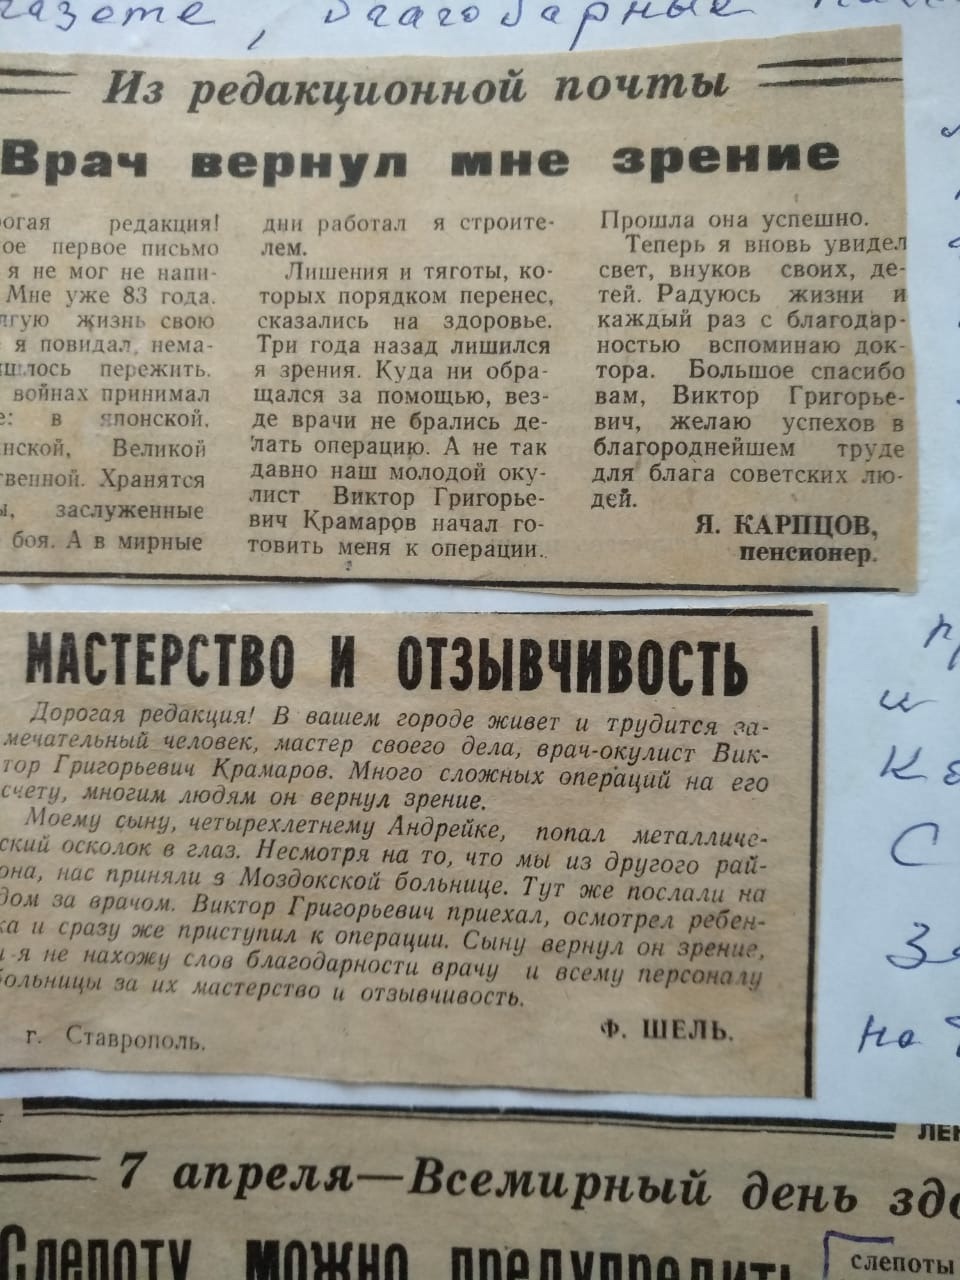 газете, благодарные
Из редакционной почты
Врач вернул мне зрение
редакция!
первое письмо
я не мог не напи-
Мне уже 83 года.
жизнь свою
я повидал, нема-
пережить.
войнах принимал
в японской,
Великой
Хранятся
заслуженные
боя. А в мирные
дни работал я строите-
лем.
Лишения и тяготы, ко-
торых порядком перенес,
сказались на здоровье.
Три года назад лишился
я зрения. Куда ни обра-
щался за помощью, вез-
де врачи не брались де-
лать операцию. А не так
давно наш молодой оку-
лист Виктор Григорье-
вич Крамаров начал го-
товить меня к операции.
Прошла она успешно.
Теперь я вновь увидел
свет, внуков своих, де-
тей. Радуюсь жизни и
каждый раз с благодар-
ностью вспоминаю док-
тора. Большое спасибо
вам, Виктор Григорье-
вич, желаю успехов в
благороднейшем труде
для блага советских лю-
дей.
Я. КАРПЦОВ,
пенсионер.
МАСТЕРСТВО И ОТЗЫВЧИВОСТЬ
Дорогая редакция! В вашем городе живет и трудится за-
мечательный человек, мастер своего дела, врач-окулист Вик-
тор Григорьевич Крамаров. Много сложных операций на его
счету, многим людям он вернул зрение.
Моему сыну, четырехлетнему Андрейке, попал металличе-
ский осколок в глаз. Несмотря на то, что мы из другого рай-
она, нас приняли в Моздокской больнице. Тут же послали на
дом за врачом. Виктор Григорьевич приехал, осмотрел ребен-
ка и сразу же приступил к операции. Сыну вернул он зрение,
и я не нахожу слов благодарности врачу и всему персоналу
больницы за их мастерство и отзывчивость.
Ф. ШЕЛЬ.
г. Ставрополь.
7 апреля—Всемирный день
Слепоту можно предупредить
слепоты